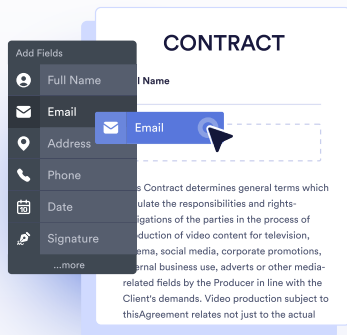 CONTRACT
Add Fields
Full Name
Email
Address
Phone
Date
10
Signature
...more
l Name
Email
s Contract determines general terms which
ulate the responsibilities and rights-
igations of the parties in the process of
duction of video content for television,
ema, social media, corporate promotions,
ernal business use, adverts or other media-
related fields by the Producer in line with the
Client's demands. Video production subject to
thisAgreement relates not just to the actual